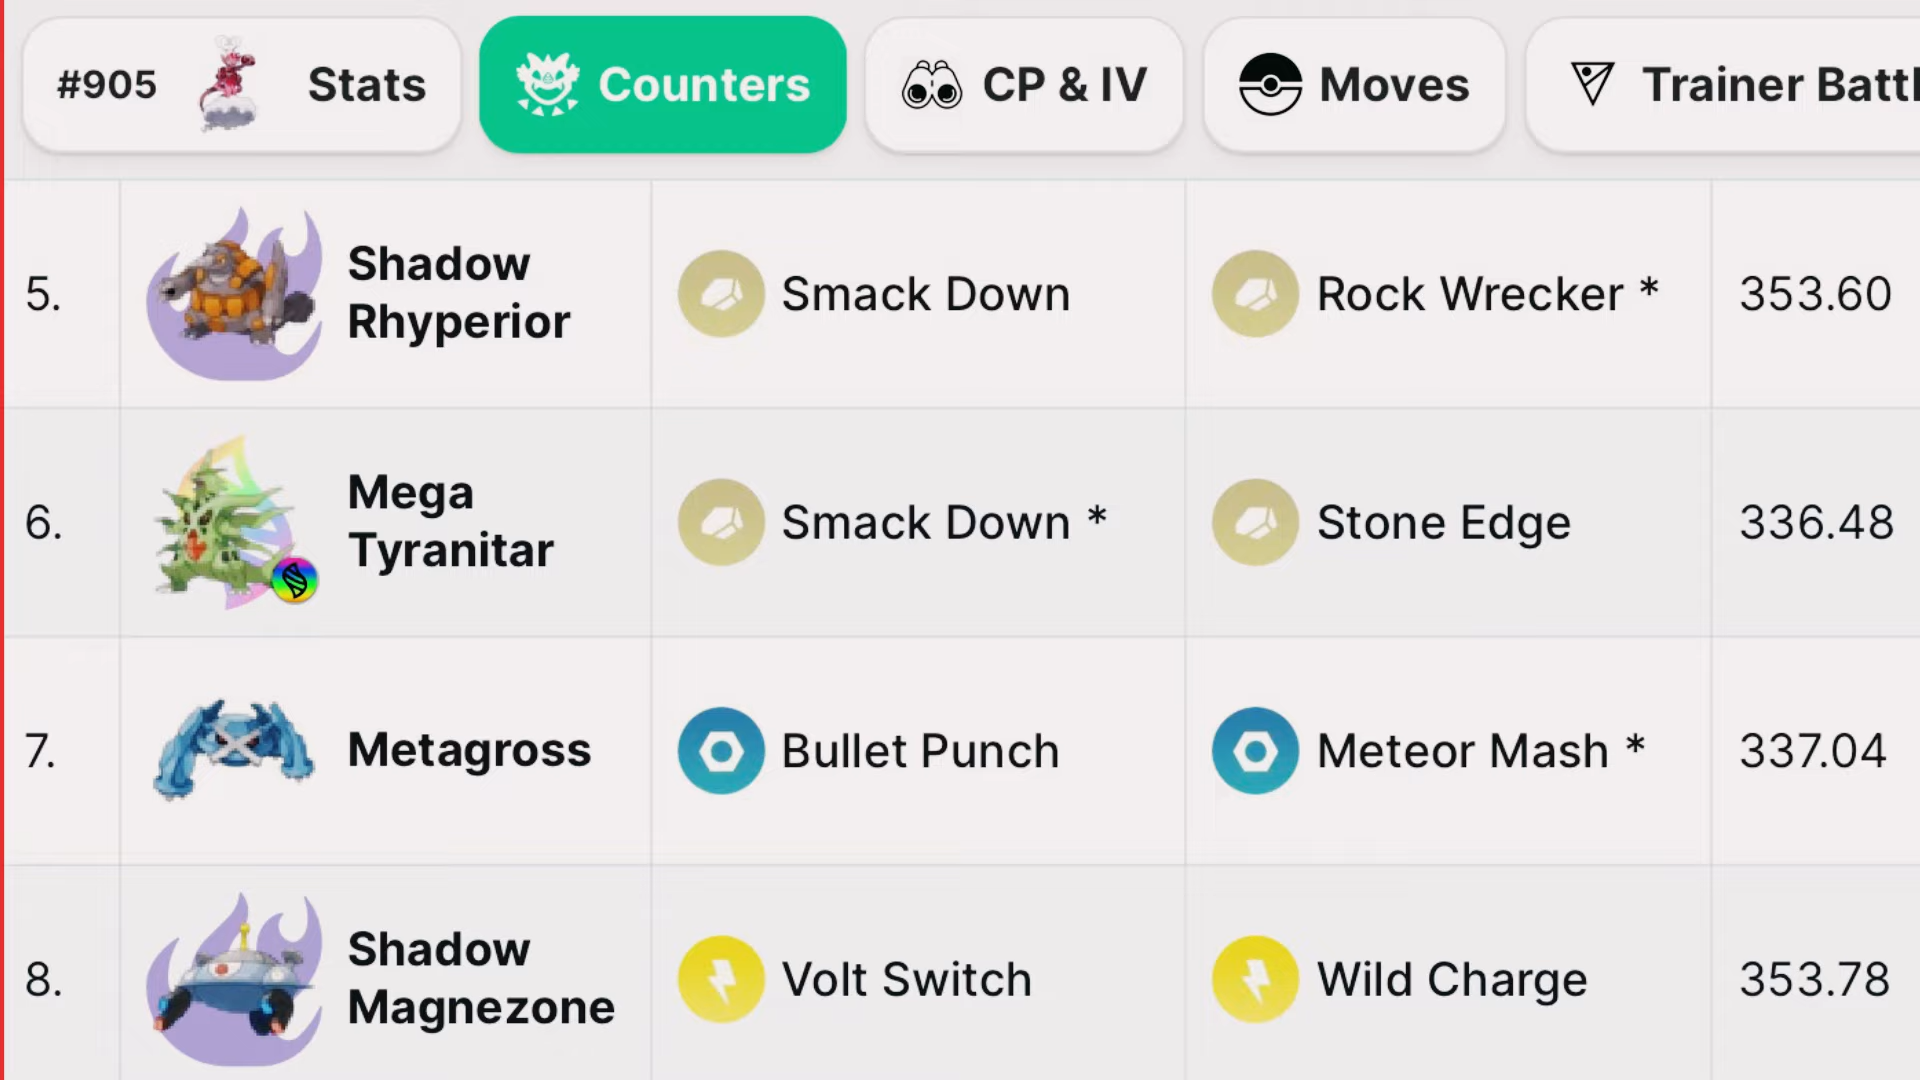 #905 Stats Counters CP & IV Moves Trainer Battl
5. Shadow Rhyperior Smack Down Rock Wrecker * 353.60
6. Mega Tyranitar Smack Down * Stone Edge 336.48
7. Metagross Bullet Punch Meteor Mash * 337.04
8. Shadow Magnezone Volt Switch Wild Charge 353.78